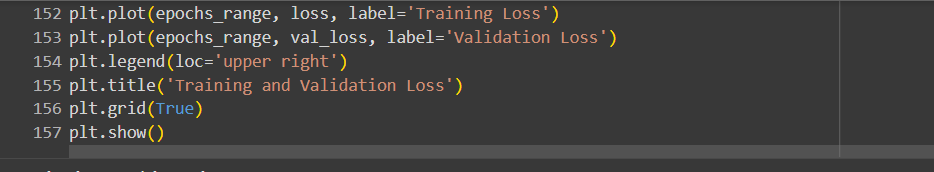 152 plt.plot(epochs_range, loss, label='Training Loss')
153 plt.plot(epochs_range, val_loss, label='Validation Loss')
154 plt.legend(loc='upper right')
155 plt.title('Training and Validation Loss')
156 plt.grid(True)
157 plt.show()